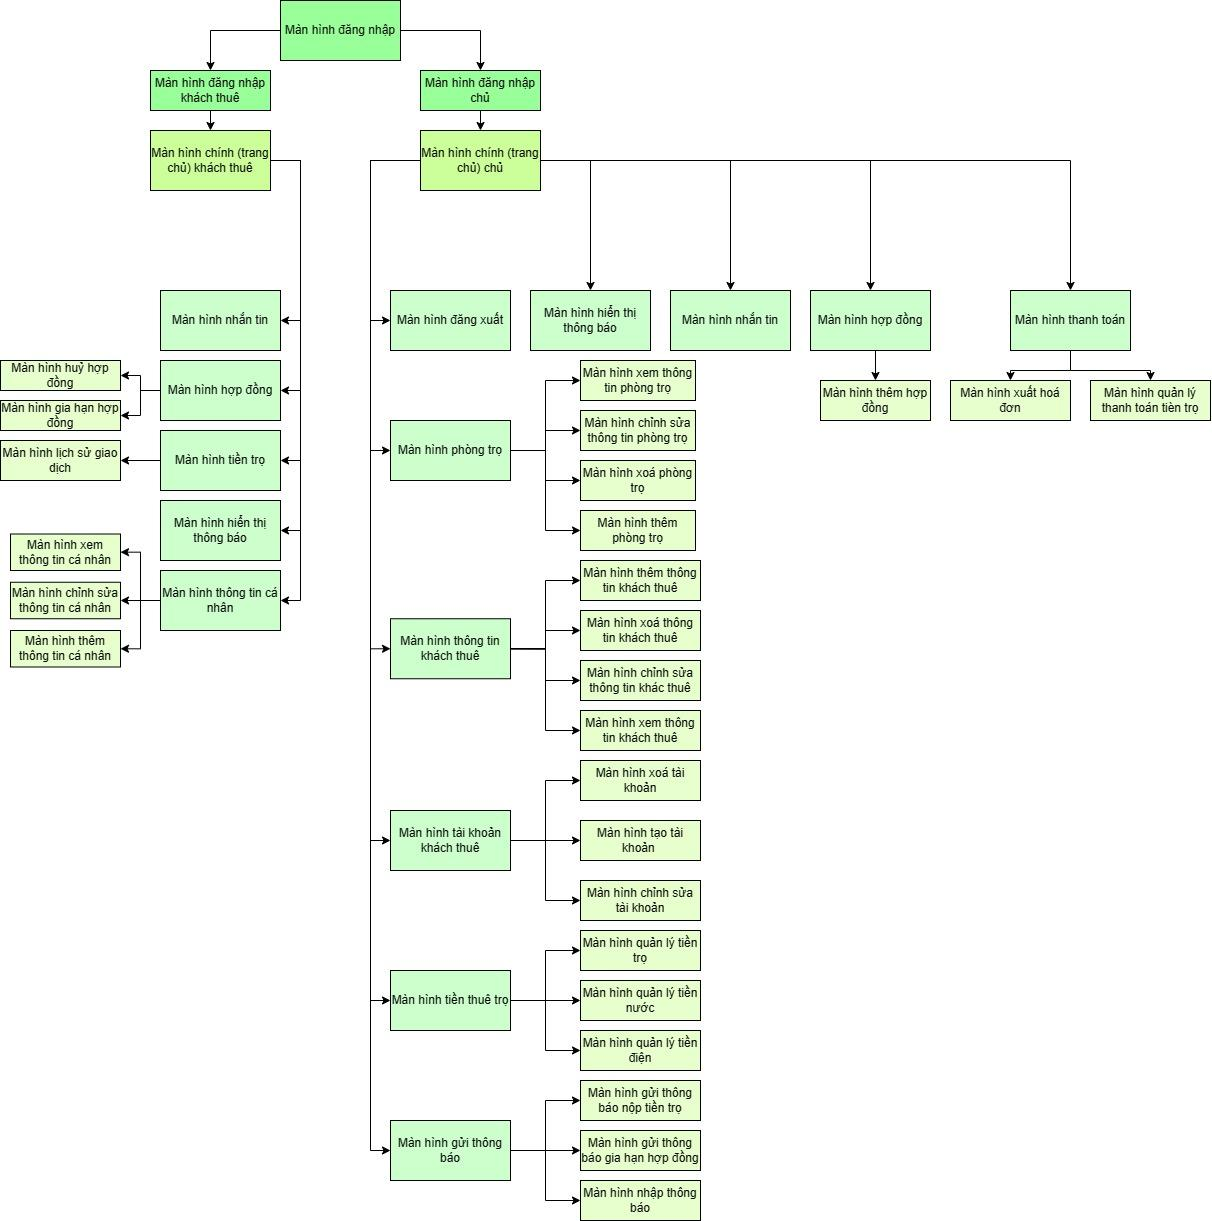 Màn hình đăng nhập
Màn hình đăng nhập
khách thuê
Màn hình đăng nhập
chủ
Màn hình chính (trang
chủ) khách thuê
Màn hình chính (trang
chủ) chủ
Màn hình nhắn tin
Màn hình đăng xuất
Màn hình hiển thị
thông báo
Màn hình nhắn tin
Màn hình hợp đồng
Màn hình thanh toán
Màn hình huỷ hợp
đồng
Màn hình gia hạn hợp
đồng
Màn hình hợp đồng
Màn hình lịch sử giao
dịch
Màn hình tiền trọ
Màn hình hiển thị
thông báo
Màn hình xem
thông tin cá nhân
Màn hình chỉnh sửa
thông tin cá nhân
Màn hình thêm
thông tin cá nhân
Màn hình thông tin cá
nhân
Màn hình thêm hợp
đồng
Màn hình xuất hoá
đơn
Màn hình quản lý
thanh toán tièn trọ
Màn hình phòng trọ
Màn hình xem thông
tin phòng trọ
Màn hình chỉnh sửa
thông tin phòng trọ
Màn hình xoá phòng
trọ
Màn hình thêm
phòng trọ
Màn hình thông tin
khách thuê
Màn hình thêm thông
tin khách thuê
Màn hình xoá thông
tin khách thuê
Màn hình chỉnh sửa
thông tin khác thuê
Màn hình xem thông
tin khách thuê
Màn hình tài khoản
khách thuê
Màn hình xoá tài
khoản
Màn hình tạo tài
khoản
Màn hình chỉnh sửa
tài khoản
Màn hình tiền thuê trọ
Màn hình quản lý tiền
trọ
Màn hình quản lý tiền
nước
Màn hình quản lý tiền
điện
Màn hình gửi thông
báo
Màn hình gửi thông
báo nộp tiền trọ
Màn hình gửi thông
báo gia hạn hợp đồng
Màn hình nhập thông
báo